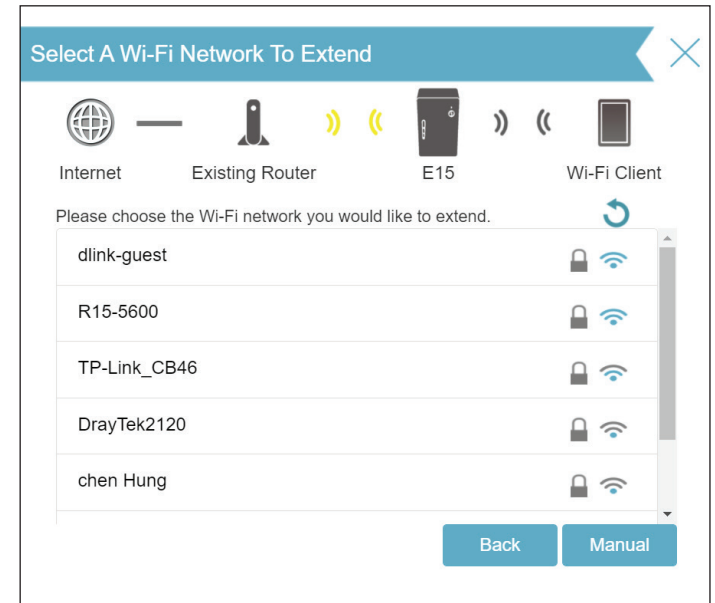 Select A Wi-Fi Network To Extend
Internet
Existing Router
E15
Wi-Fi Client
Please choose the Wi-Fi network you would like to extend.
dlink-guest
R15-5600
TP-Link_CB46
DrayTek2120
chen Hung
Back
Manual